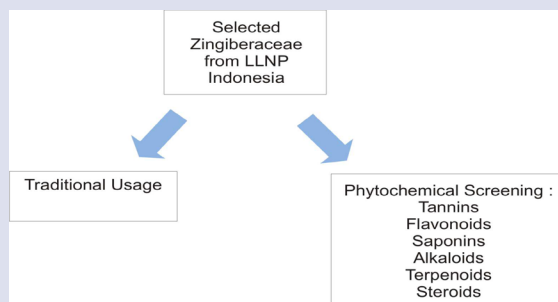 Selected
Zingiberaceae
from LLNP
Indonesia
Traditional Usage
Phytochemical Screening :
Tannins
Flavonoids
Saponins
Alkaloids
Terpenoids
Steroids